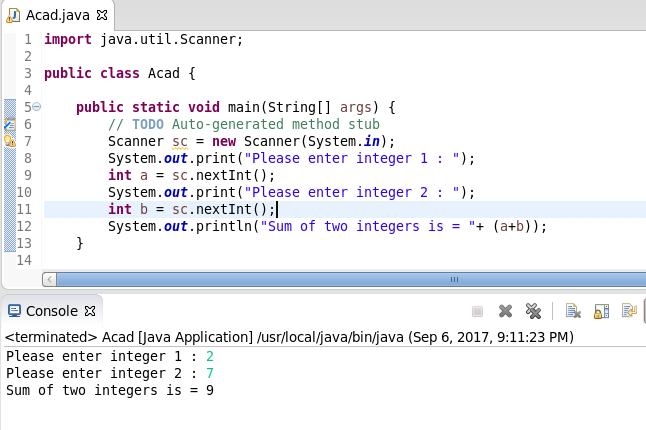 Acad.java
1 import java.util.Scanner;
2
3 public class Acad {
4
5 public static void main(String[] args) {
6 // TODO Auto-generated method stub
7 Scanner sc = new Scanner(System.in);
8 System.out.print("Please enter integer 1 : ");
9 int a = sc.nextInt();
10 System.out.print("Please enter integer 2 : ");
11 int b = sc.nextInt();
12 System.out.println("Sum of two integers is = "+ (a+b));
13 }
14
Console
<terminated> Acad [Java Application] /usr/local/java/bin/java (Sep 6, 2017, 9:11:23 PM)
Please enter integer 1 : 2
Please enter integer 2 : 7
Sum of two integers is = 9